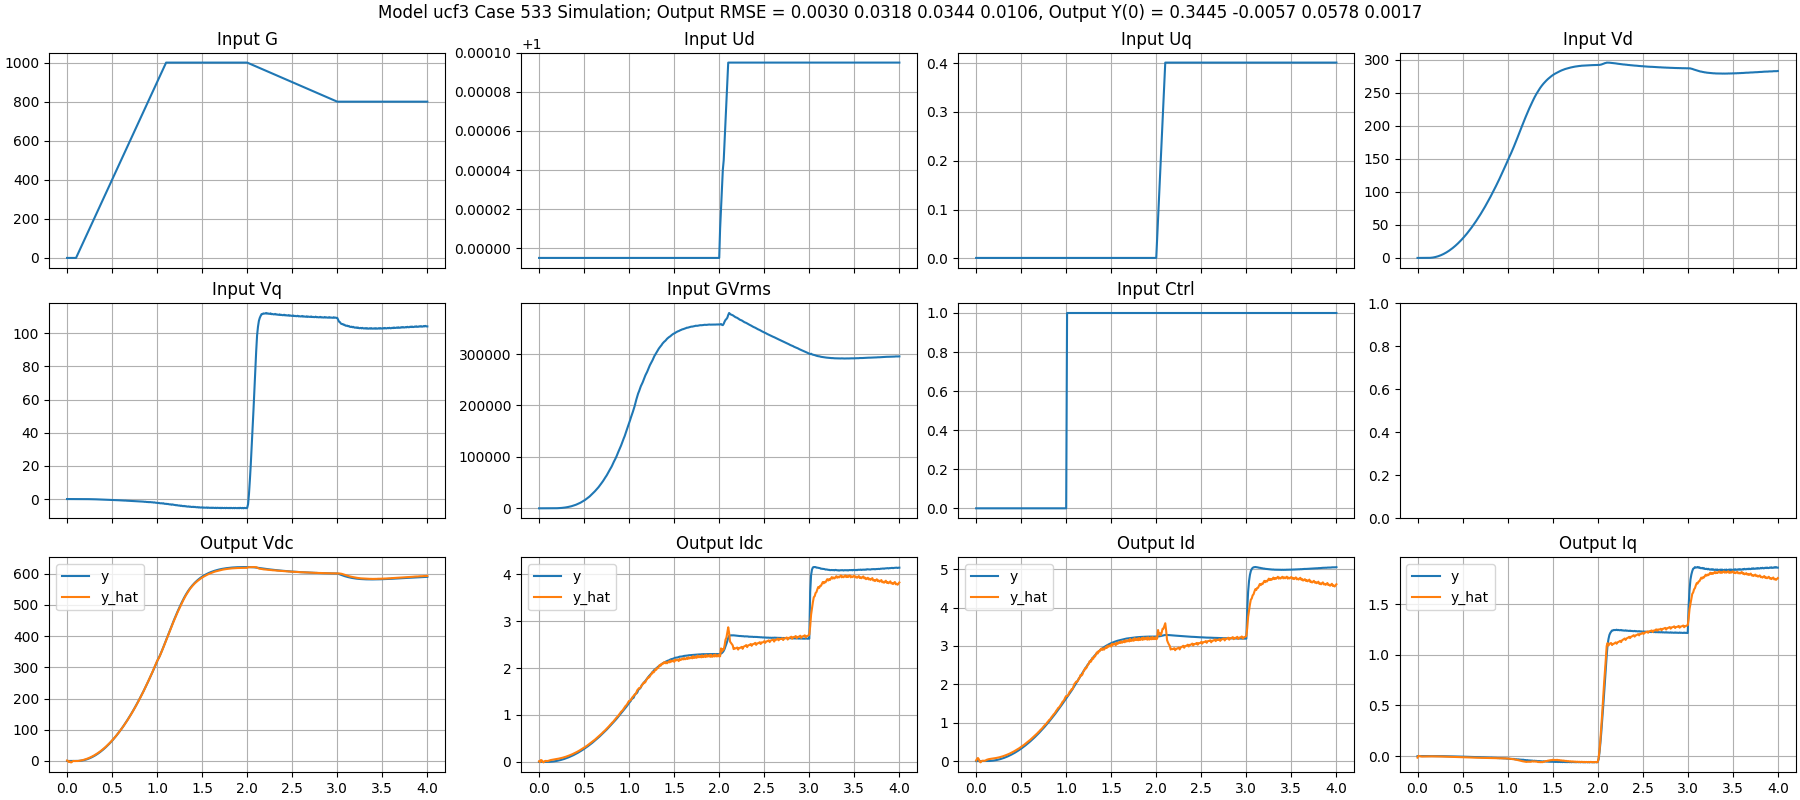 Model ucf3 Case 533 Simulation; Output RMSE = 0.0030 0.0318 0.0344 0.0106, Output Y(0) = 0.3445 -0.0057 0.0578 0.0017
Input G
1000
800
600
400
200
0
Input Ud
+1
0.00010
0.00008
0.00006
0.00004
0.00002
0.00000
Input Uq
0.4
0.3
0.2
0.1
0.0
Input Vd
300
250
200
150
100
50
0
Input Vq
100
80
60
40
20
0
Input GVrms
300000
200000
100000
0
Input Ctrl
1.0
0.8
0.6
0.4
0.2
0.0
1.0
0.8
0.6
0.4
0.2
0.0
Output Vdc
y
y_hat
600
500
400
300
200
100
0
0.0 0.5 1.0 1.5 2.0 2.5 3.0 3.5 4.0
Output Idc
y
y_hat
4
3
2
1
0
0.0 0.5 1.0 1.5 2.0 2.5 3.0 3.5 4.0
Output Id
y
y_hat
5
4
3
2
1
0
0.0 0.5 1.0 1.5 2.0 2.5 3.0 3.5 4.0
Output Iq
y
y_hat
1.5
1.0
0.5
0.0
0.0 0.5 1.0 1.5 2.0 2.5 3.0 3.5 4.0